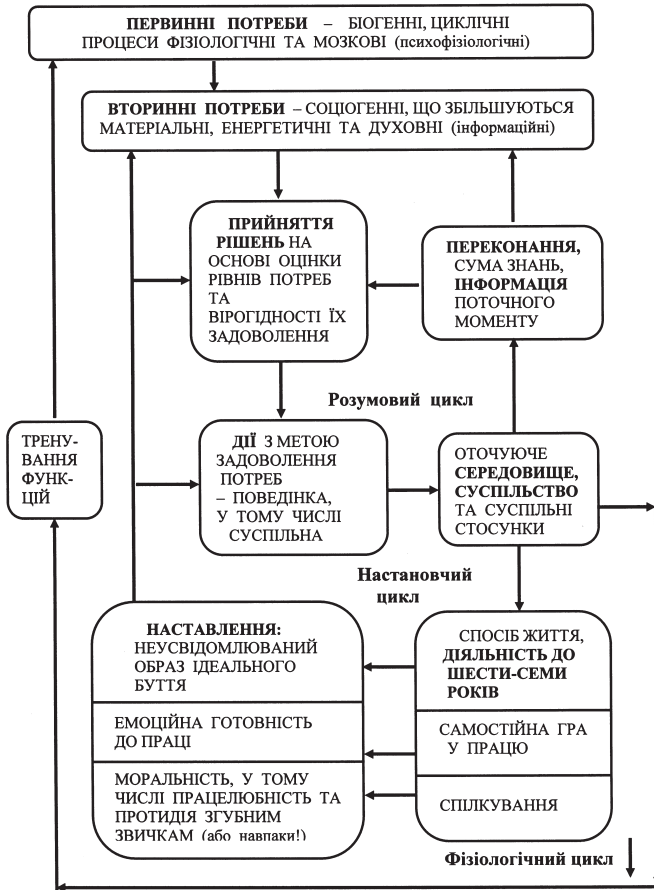 ПЕРВИННІ ПОТРЕБИ – БІОГЕННІ, ЦИКЛІЧНІ
ПРОЦЕСИ ФІЗІОЛОГІЧНІ ТА МОЗКОВІ (психофізіологічні)
ВТОРИННІ ПОТРЕБИ – СОЦІОГЕННІ, ЩО ЗБІЛЬШУЮТЬСЯ
МАТЕРІАЛЬНІ, ЕНЕРГЕТИЧНІ ТА ДУХОВНІ (інформаційні)
ПРИЙНЯТТЯ
РІШЕНЬ НА
ОСНОВІ ОЦІНКИ
РІВНІВ ПОТРЕБ
ТА
ВІРОГІДНОСТІ ЇХ
ЗАДОВОЛЕННЯ
ПЕРЕКОНАННЯ,
СУМА ЗНАНЬ,
ІНФОРМАЦІЯ
ПОТОЧНОГО
МОМЕНТУ
Розумовий цикл
ТРЕНУ-
ВАННЯ
ФУНК-
ЦІЙ
ДІЇ З МЕТОЮ
ЗАДОВОЛЕННЯ
ПОТРЕБ
– ПОВЕДІНКА,
У ТОМУ ЧИСЛІ
СУСПІЛЬНА
ОТОЧУЮЧЕ
СЕРЕДОВИЩЕ,
СУСПІЛЬСТВО
ТА СУСПІЛЬНІ
СТОСУНКИ
Настановчий
цикл
НАСТАВЛЕННЯ:
НЕУСВІДОМЛЮВАНИЙ
ОБРАЗ ІДЕАЛЬНОГО
БУТТЯ
ЕМОЦІЙНА ГОТОВНІСТЬ
ДО ПРАЦІ
МОРАЛЬНІСТЬ, У ТОМУ
ЧИСЛІ ПРАЦЕЛЮБНІСТЬ ТА
ПРОТИДІЯ ЗГУБНИМ
ЗВИЧКАМ (або навпаки!)
СПОСІБ ЖИТТЯ,
ДІЯЛЬНІСТЬ ДО
ШЕСТИ-СЕМИ
РОКІВ
САМОСТІЙНА ГРА
У ПРАЦЮ
СПІЛКУВАННЯ
Фізіологічний цикл